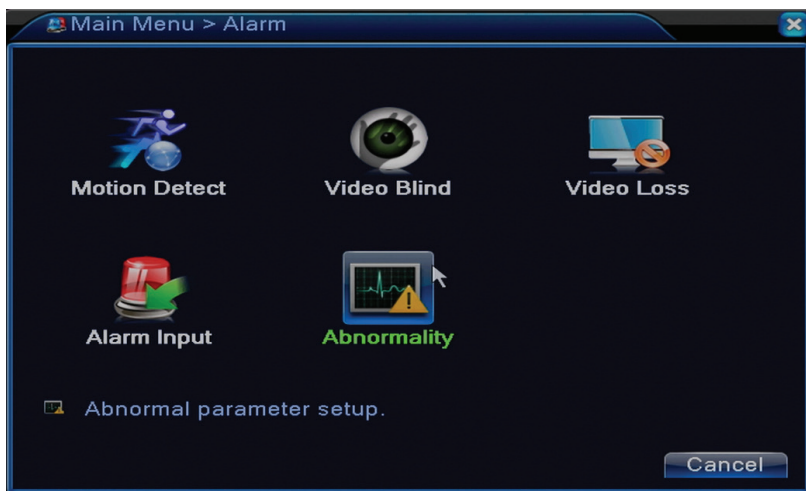 Main Menu > Alarm
Motion Detect
Video Blind
Video Loss
Alarm Input
Abnormality
Abnormal parameter setup.
Cancel